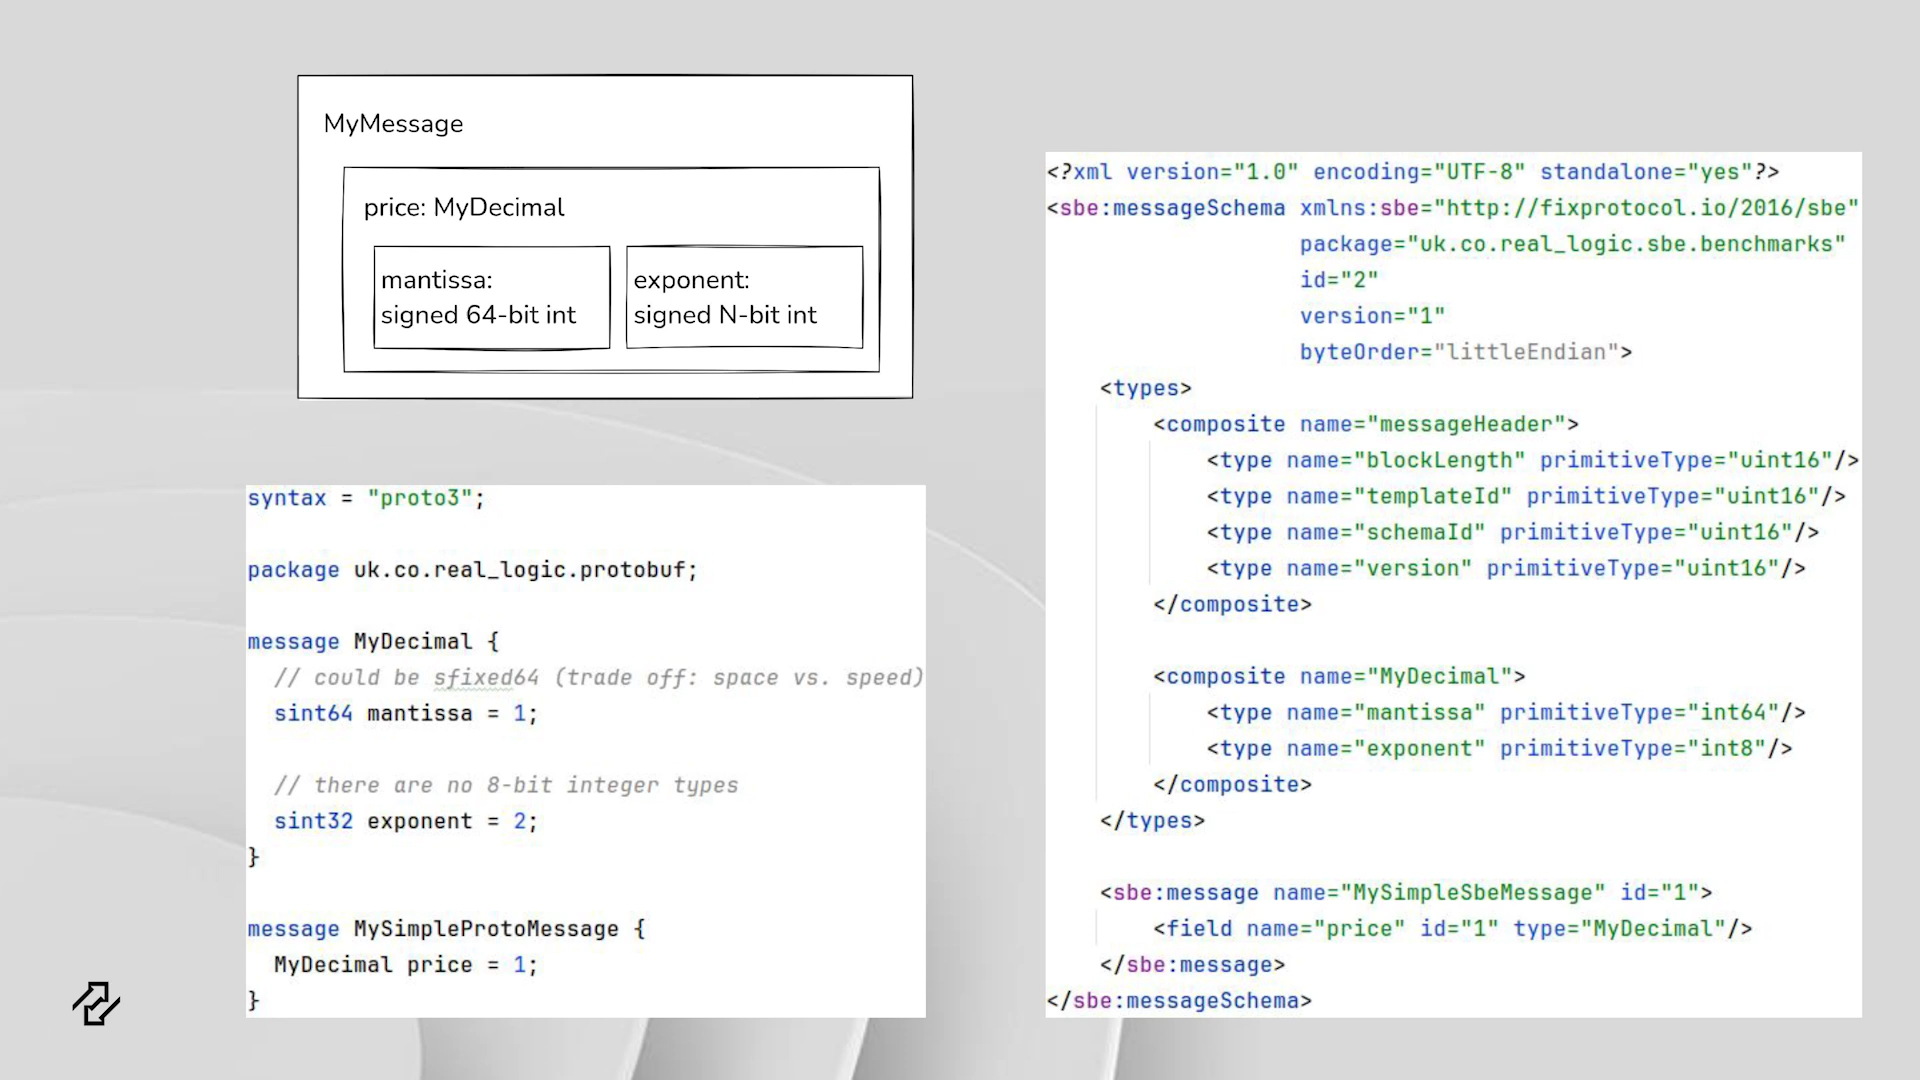 MyMessage
price: MyDecimal
mantissa:
signed 64-bit int
exponent:
signed N-bit int
syntax = "proto3";
package uk.co.real_logic.protobuf;
message MyDecimal {
// could be sfixed64 (trade off: space vs. speed)
sint64 mantissa = 1;
// there are no 8-bit integer types
sint32 exponent = 2;
}
message MySimpleProtoMessage {
MyDecimal price = 1;
}
<?xml version="1.0" encoding="UTF-8" standalone="yes"?>
<sbe:messageSchema xmlns:sbe="http://fixprotocol.io/2016/sbe"
package="uk.co.real_logic.sbe.benchmarks"
id="2"
version="1"
byteOrder="littleEndian">
<types>
<composite name="messageHeader">
<type name="blockLength" primitiveType="uint16"/>
<type name="templateId" primitiveType="uint16"/>
<type name="schemaId" primitiveType="uint16"/>
<type name="version" primitiveType="uint16"/>
</composite>
<composite name="MyDecimal">
<type name="mantissa" primitiveType="int64"/>
<type name="exponent" primitiveType="int8"/>
</composite>
</types>
<sbe:message name="MySimpleSbeMessage" id="1">
<field name="price" id="1" type="MyDecimal"/>
</sbe:message>
</sbe:messageSchema>